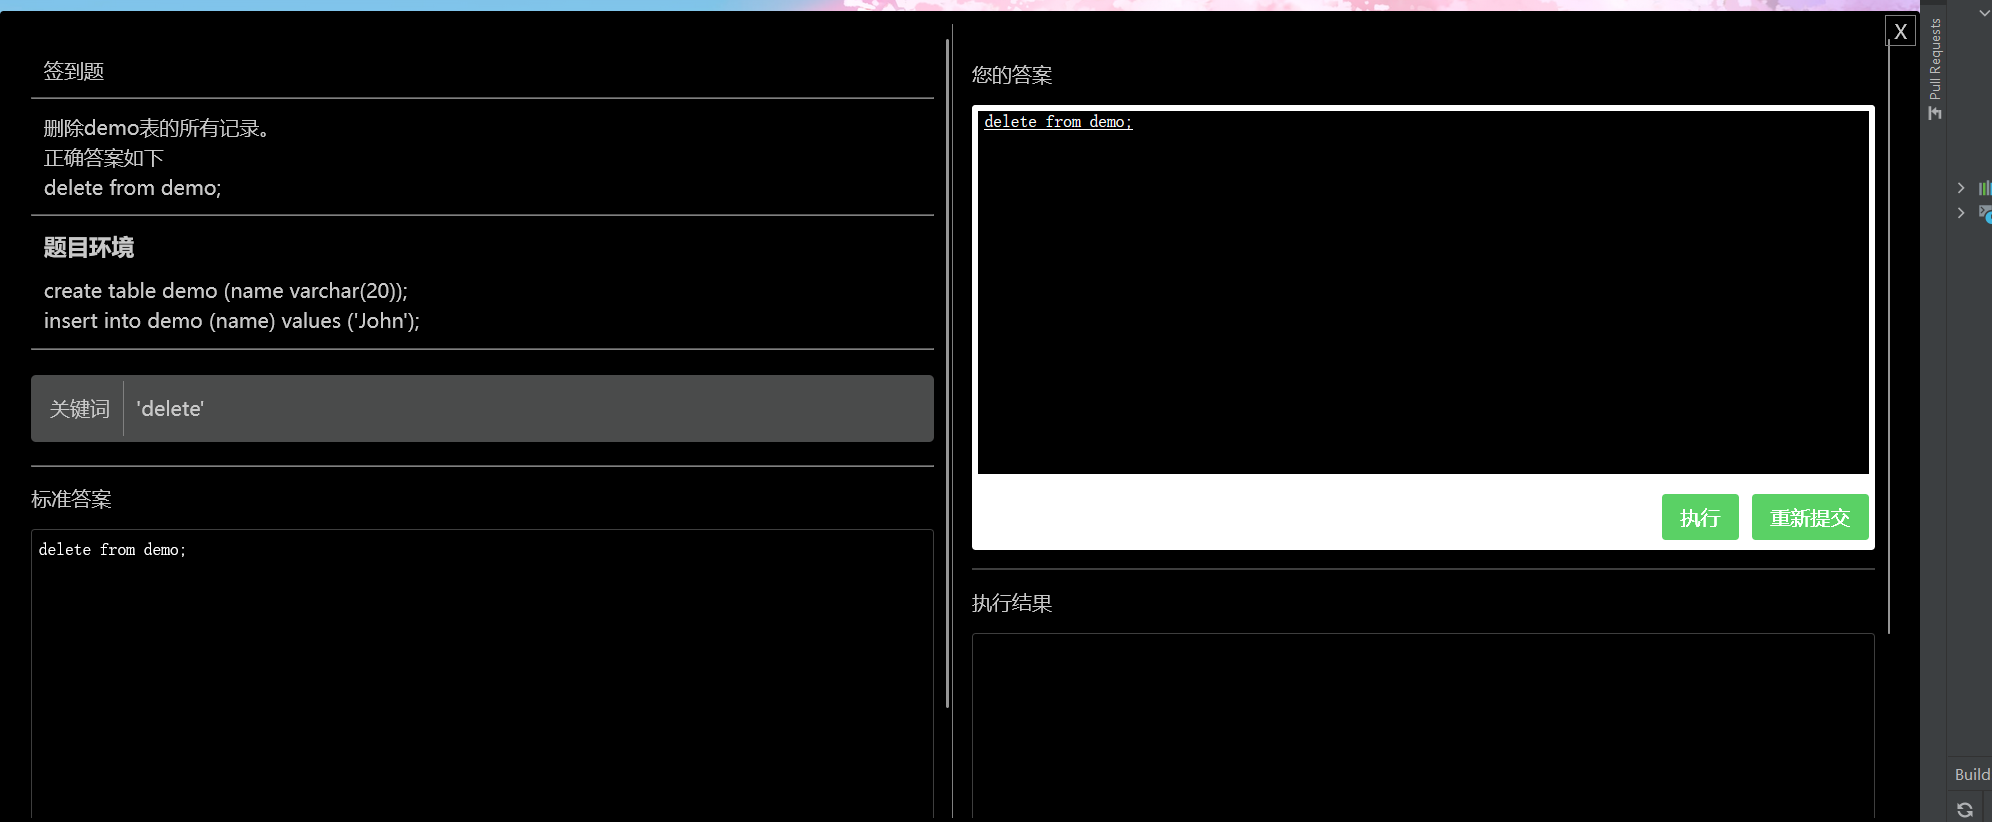 签到题
删除demo表的所有记录。
正确答案如下
delete from demo;
题目环境
create table demo (name varchar(20));
insert into demo (name) values ('John');
关键词 'delete'
标准答案
delete from demo;
X
您的答案
delete from demo;
执行 重新提交
执行结果
Pull Requests
Build